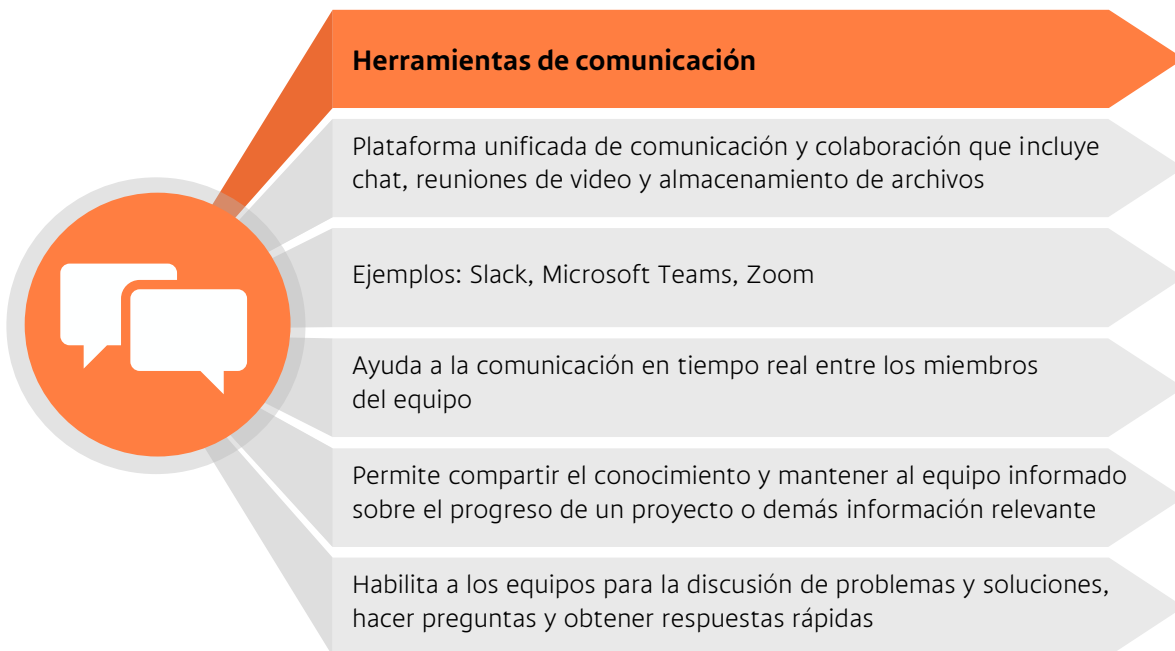 Herramientas de comunicación
Plataforma unificada de comunicación y colaboración que incluye
chat, reuniones de video y almacenamiento de archivos
Ejemplos: Slack, Microsoft Teams, Zoom
Ayuda a la comunicación en tiempo real entre los miembros
del equipo
Permite compartir el conocimiento y mantener al equipo informado
sobre el progreso de un proyecto o demás información relevante
Habilita a los equipos para la discusión de problemas y soluciones,
hacer preguntas y obtener respuestas rápidas